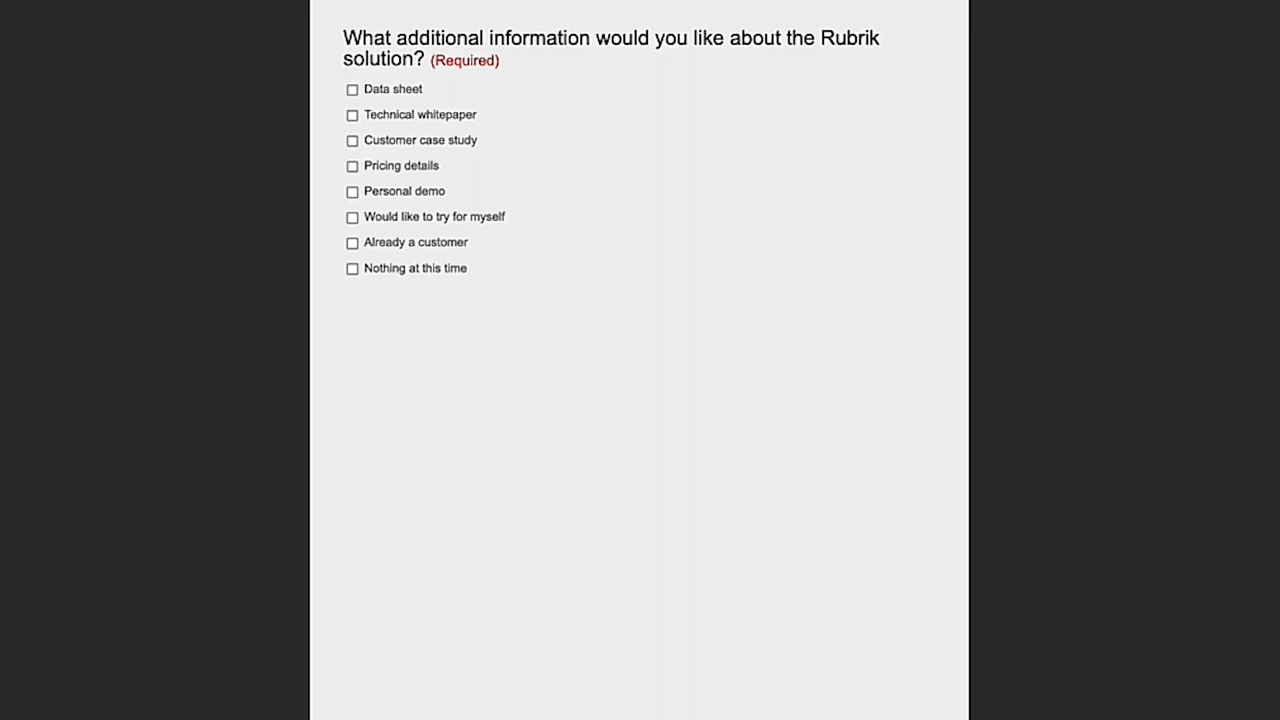 What additional information would you like about the Rubrik
solution? (Required)
Data sheet
Technical whitepaper
Customer case study
Pricing details
Personal demo
Would like to try for myself
Already a customer
Nothing at this time